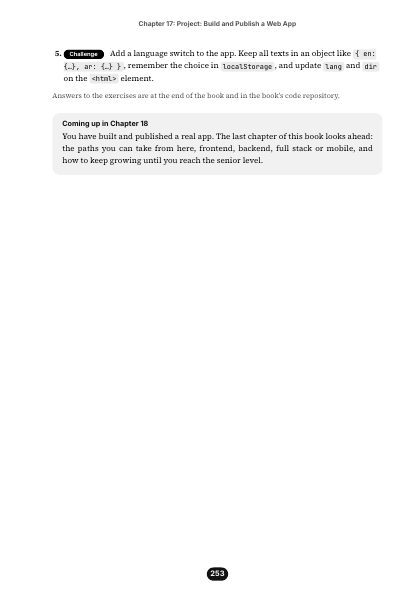 Chapter 17: Project: Build and Publish a Web App
5. Challenge Add a language switch to the app. Keep all texts in an object like { en:
{…}, ar: {…} }, remember the choice in localStorage, and update lang and dir
on the <html> element.
Answers to the exercises are at the end of the book and in the book's code repository.
Coming up in Chapter 18
You have built and published a real app. The last chapter of this book looks ahead:
the paths you can take from here, frontend, backend, full stack or mobile, and
how to keep growing until you reach the senior level.
253